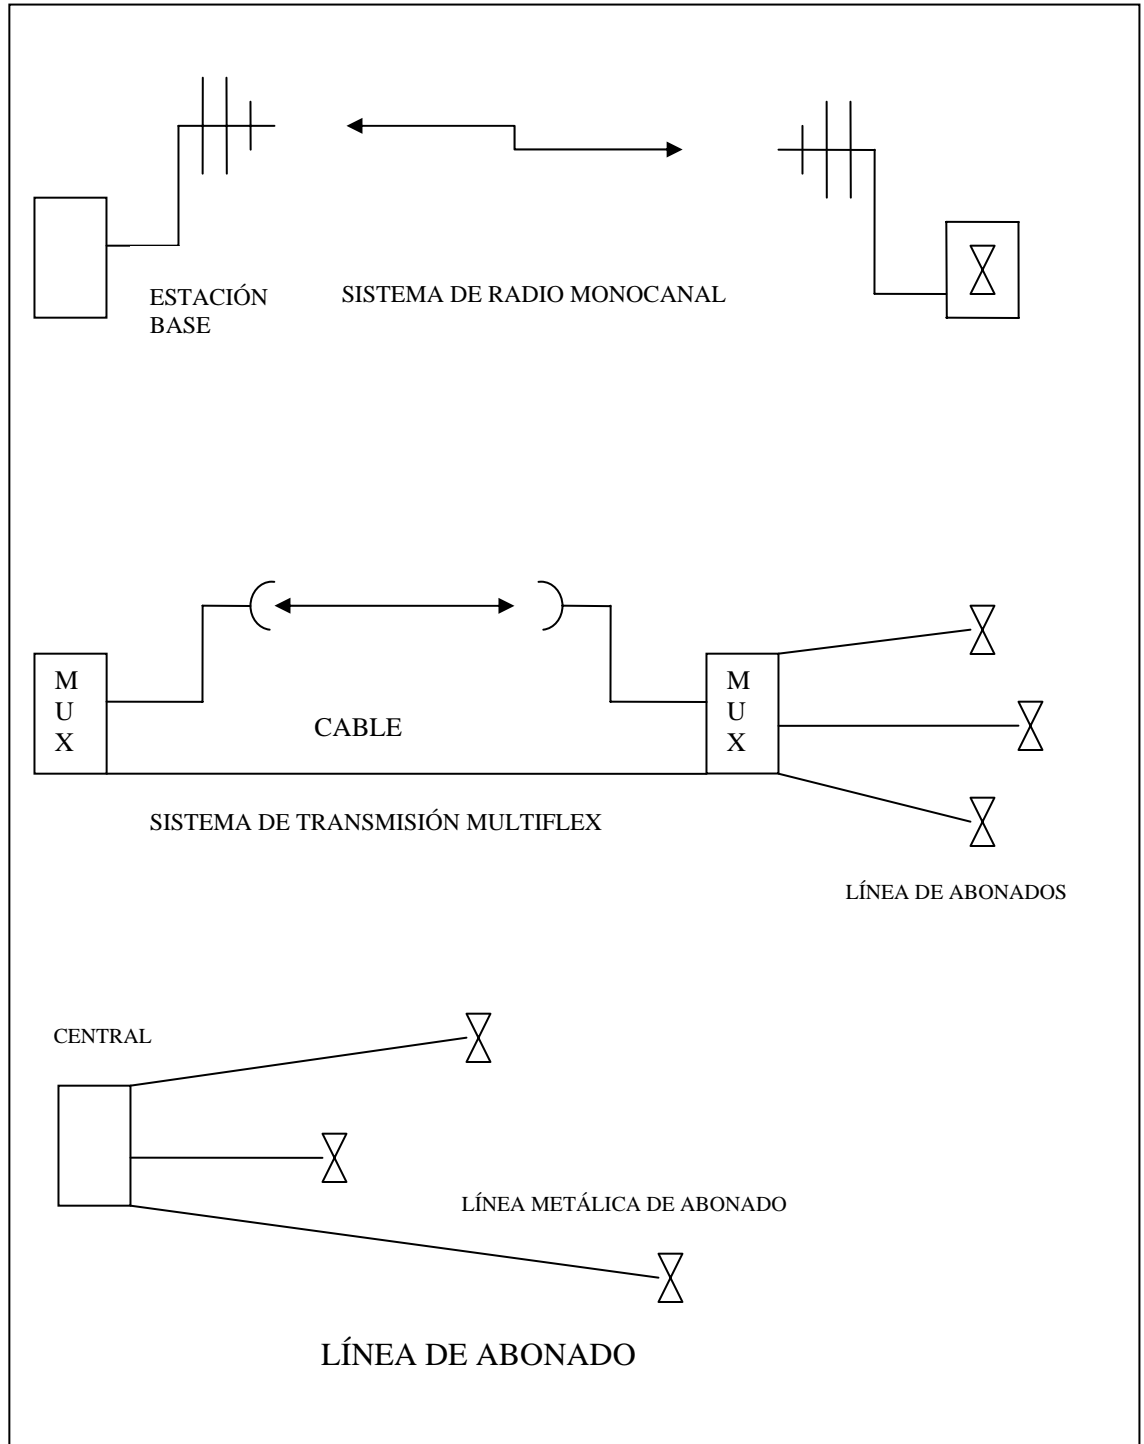 ESTACIÓN
BASE
SISTEMA DE RADIO MONOCANAL
M
U
X
CABLE
M
U
X
SISTEMA DE TRANSMISIÓN MULTIFLEX
LÍNEA DE ABONADOS
CENTRAL
LÍNEA METÁLICA DE ABONADO
LÍNEA DE ABONADO